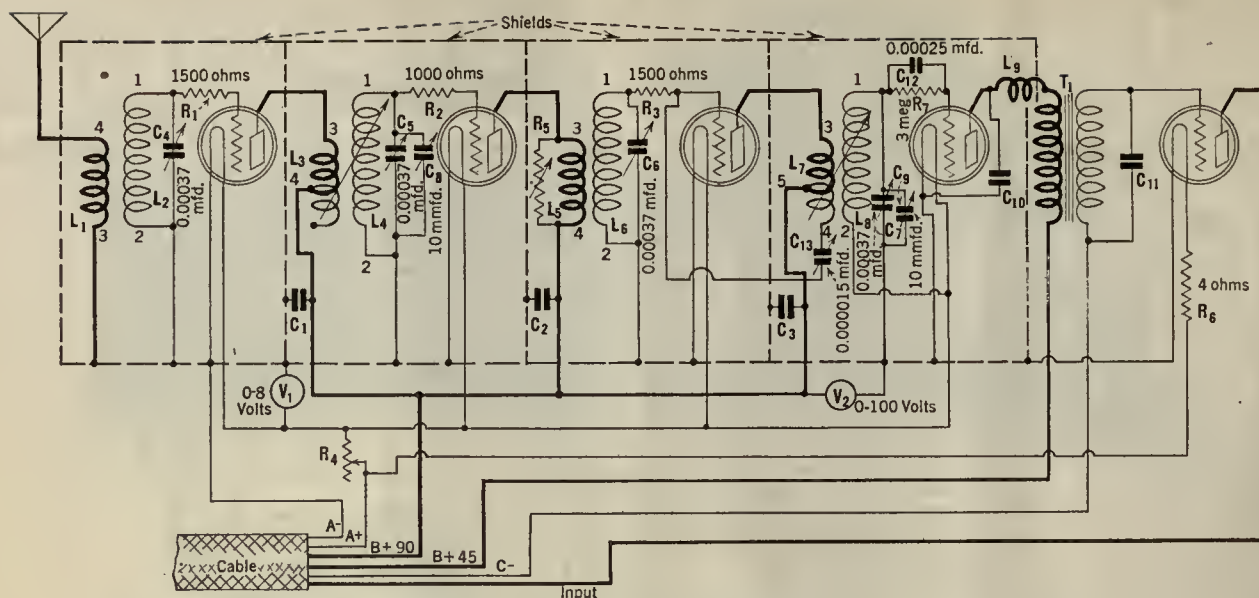 Shields
0.00025 mfd.
1500 ohms
1000 ohms
1500 ohms
C12
L9
T1
1
R1
4
C4
L2
0.00037 mfd.
2
L1
3
3
L3
4
1
R2
C5
C8
0.00037 mfd.
10 mmfd.
L4
2
R5
3
L5
4
1
R3
C6
L6
0.00037 mfd.
2
3
L7
5
4
C13
0.000015 mfd.
1
R7
3 meg
C9
L8
2
0.00037 mfd.
C7
10 mmfd.
C10
C11
4 ohms
R6
C1
C2
C3
0-8 Volts
V1
V2
0-100 Volts
R4
A-
A+
B+ 90
B+ 45
C-
Cable
Input